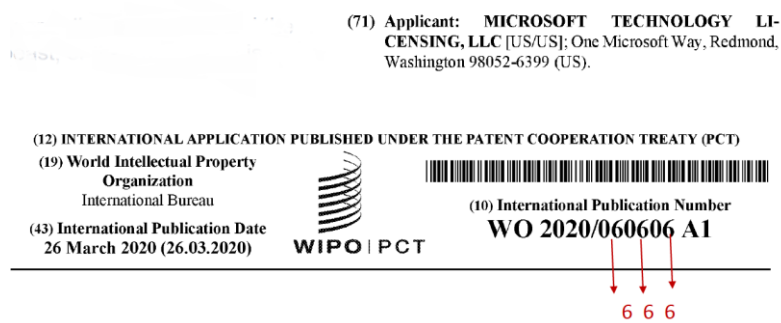 (71) Applicant: MICROSOFT TECHNOLOGY LI-
CENSING, LLC [US/US]; One Microsoft Way, Redmond,
Washington 98052-6399 (US).
(12) INTERNATIONAL APPLICATION PUBLISHED UNDER THE PATENT COOPERATION TREATY (PCT)
(19) World Intellectual Property
Organization
International Bureau
(43) International Publication Date
26 March 2020 (26.03.2020)
WIPO | PCT
(10) International Publication Number
WO 2020/060606 A1
6 6 6